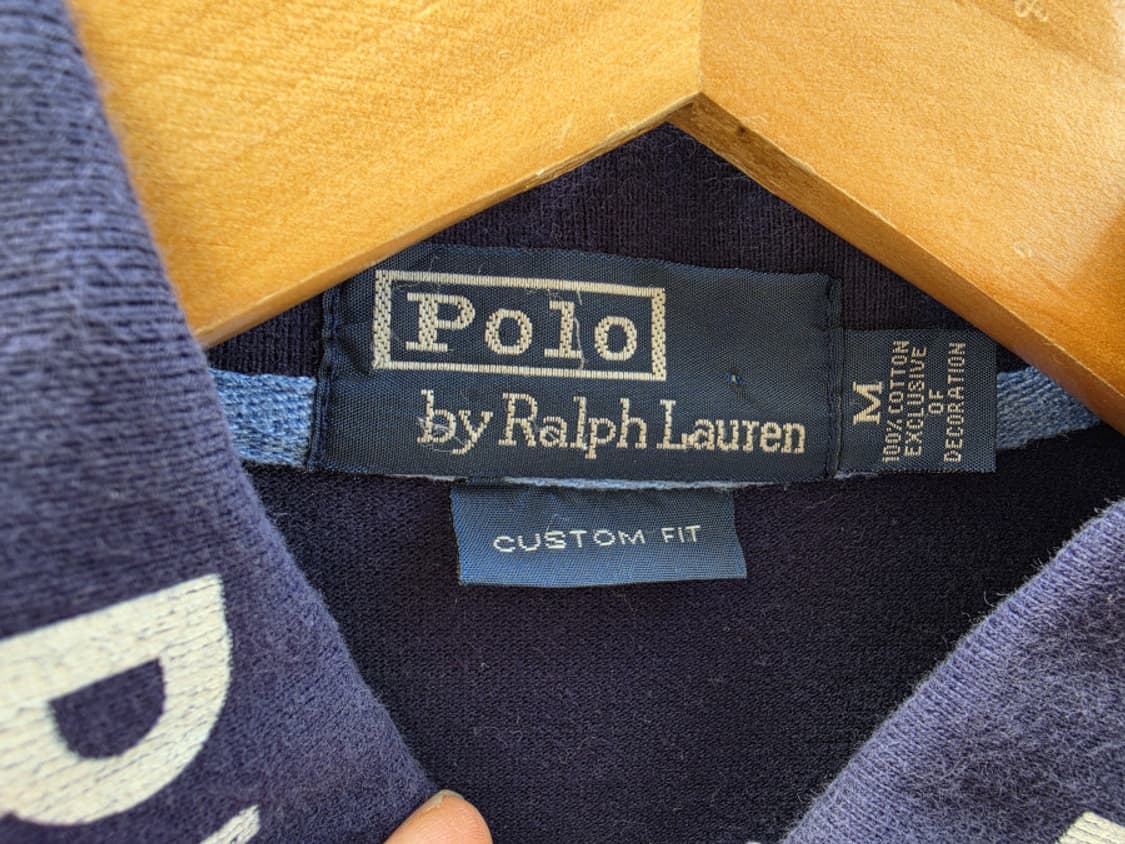 Polo
by Ralph Lauren
M
100% COTTON
EXCLUSIVE
OF
DECORATION
CUSTOM FIT